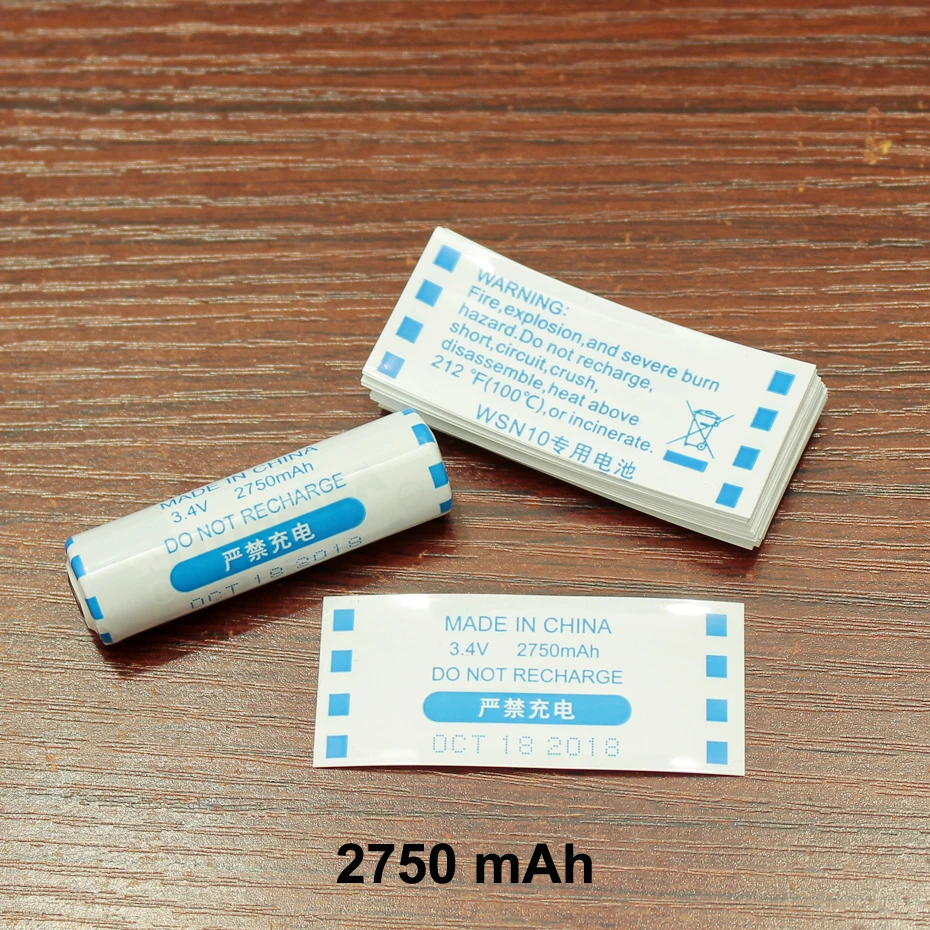 WARNING:
Fire,explosion,and severe burn
hazard.Do not recharge,
short,circuit,crush,
disassemble,heat above
212 °F(100℃),or incinerate.
WSN10专用电池
MADE IN CHINA
3.4V 2750mAh
DO NOT RECHARGE
严禁充电
OCT 18 2018
MADE IN CHINA
3.4V 2750mAh
DO NOT RECHARGE
严禁充电
OCT 18 2018
2750 mAh